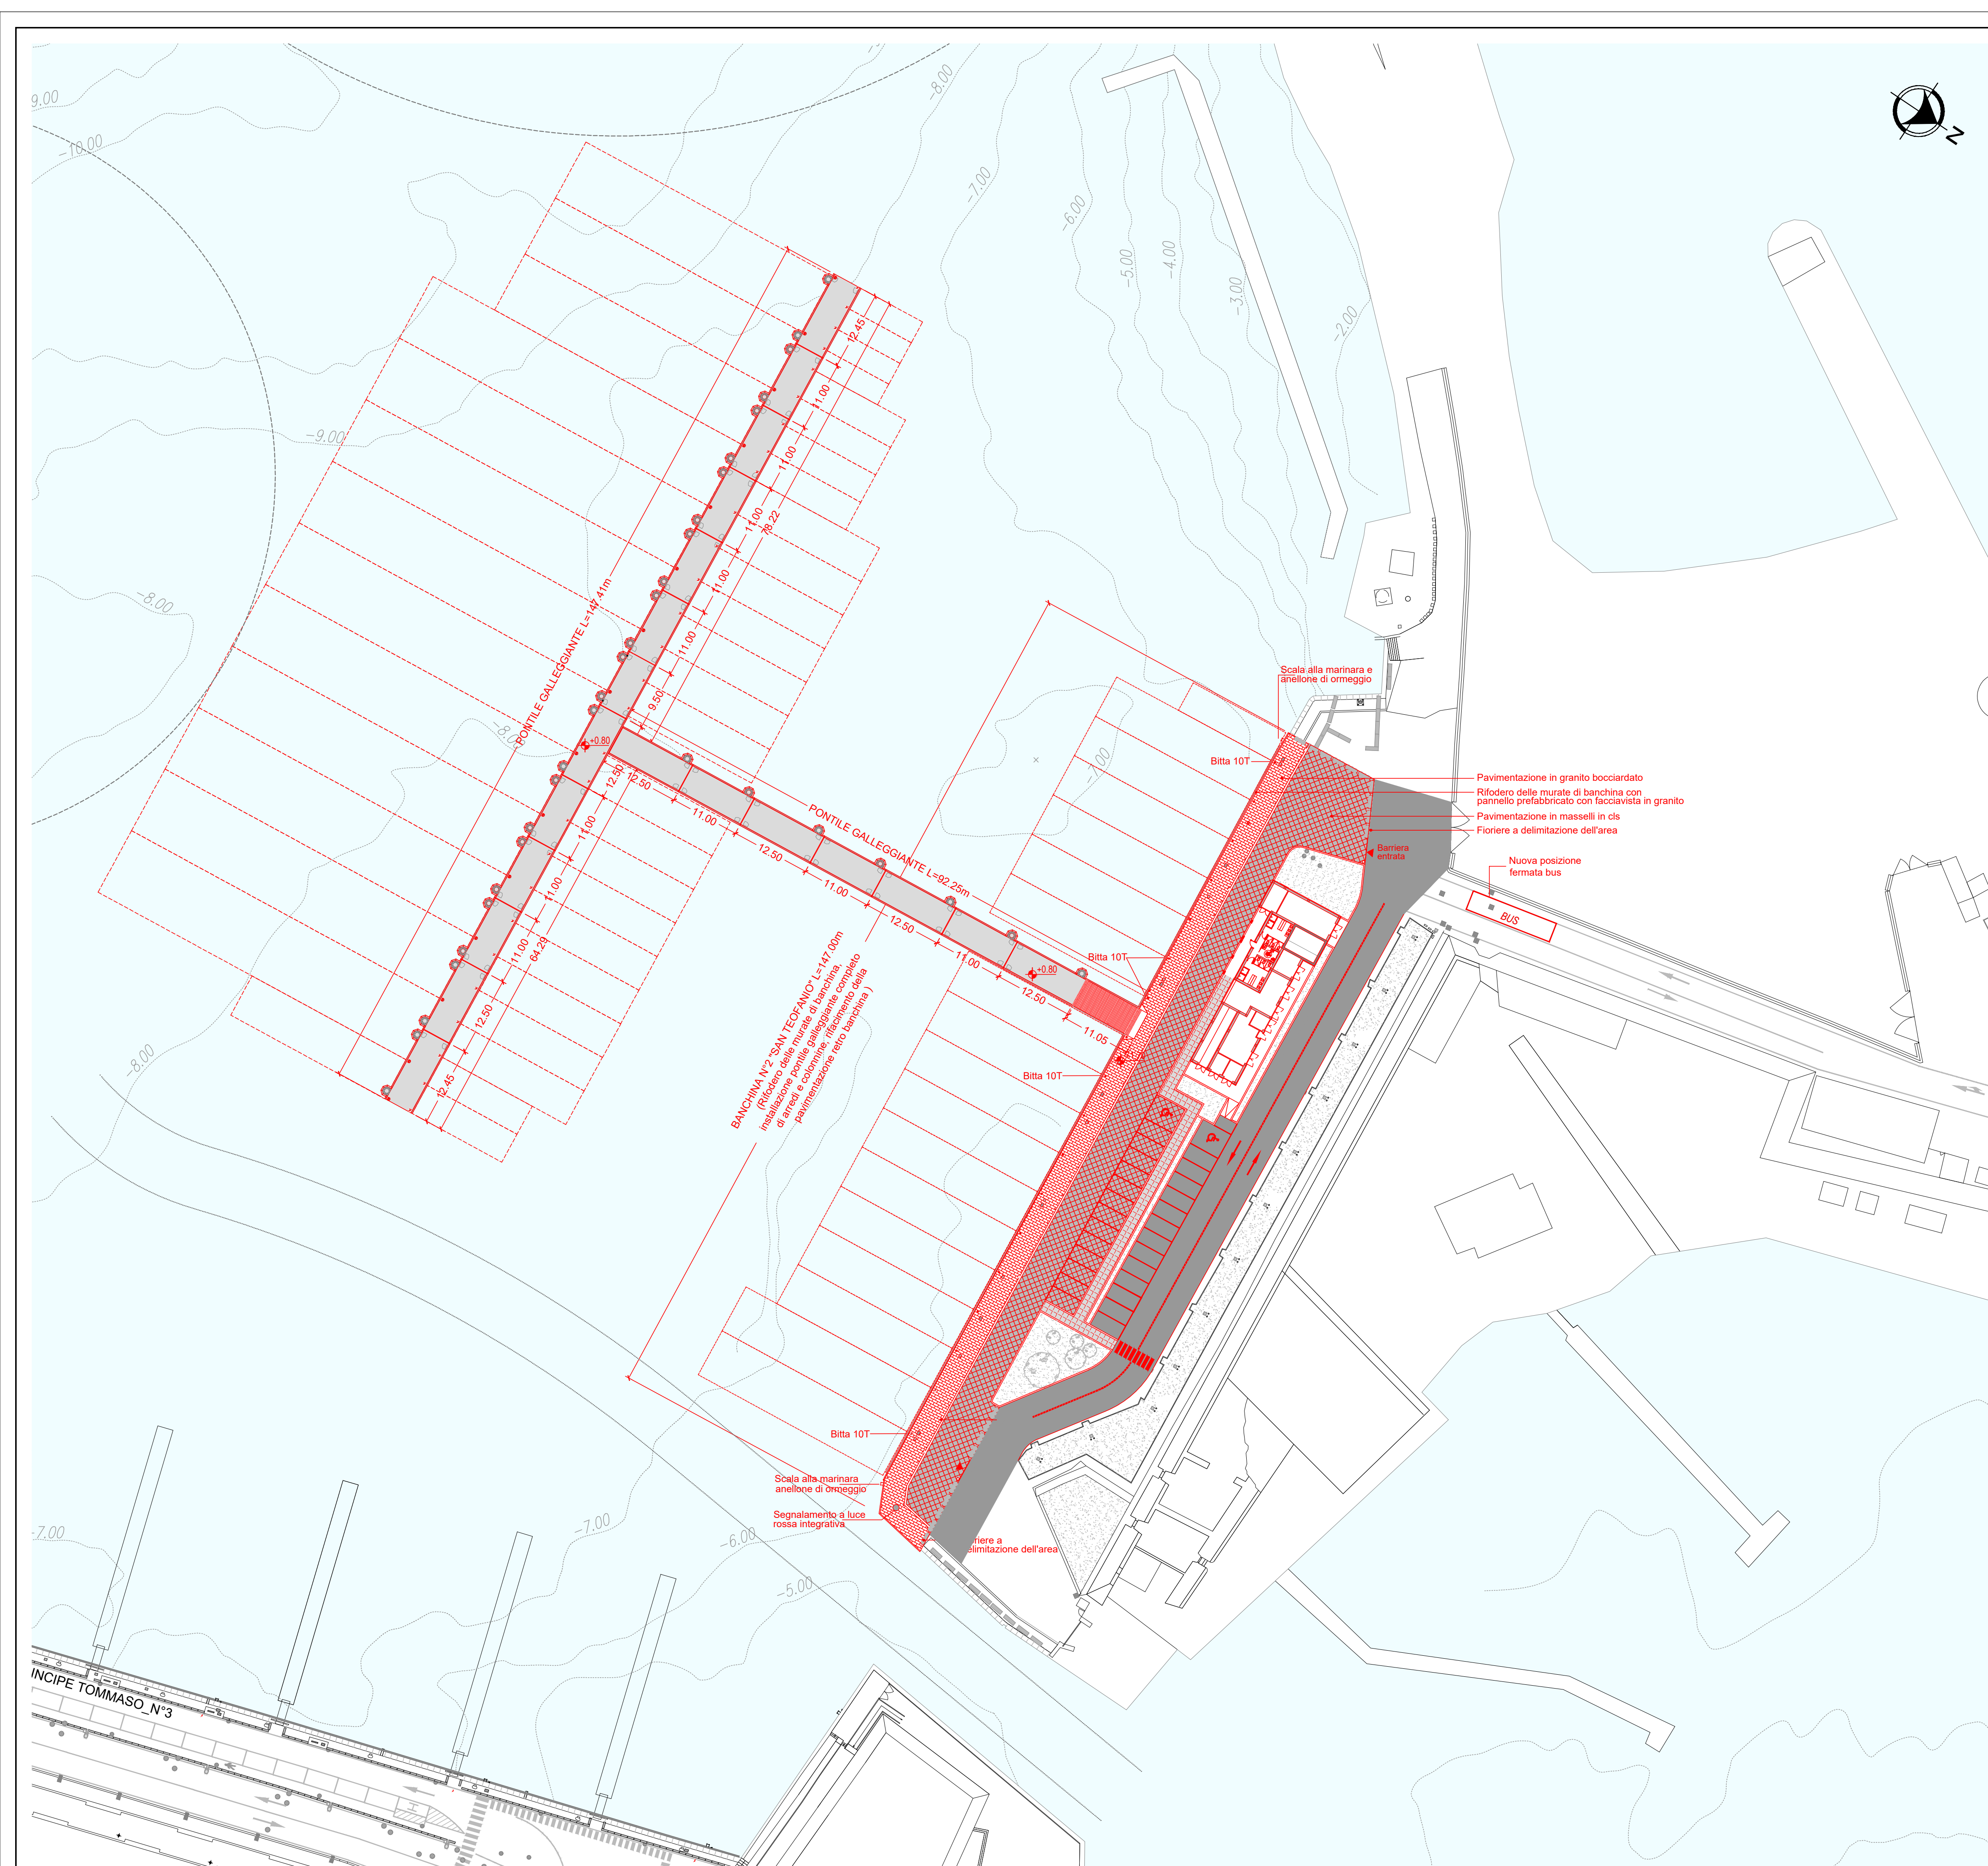 9.00
-10.00
-8.00
-7.00
-6.00
-5.00
-4.00
-3.00
-2.00
N
-9.00
-8.00
12.45
11.00
11.00
11.00
78.22
11.00
11.00
9.50
PONTILE GALLEGGIANTE L=147.41m
-8.00
+0.80
12.50
12.50
11.00
11.00
12.50
11.00
11.00
11.00
64.29
12.50
12.45
PONTILE GALLEGGIANTE L=92.25m
12.50
11.00
12.50
+0.80
11.05
-7.00
Scala alla marinara e
anellone di ormeggio
Bitta 10T
Pavimentazione in granito bocciardato
Rifodero delle murate di banchina con
pannello prefabbricato con facciavista in granito
Pavimentazione in masselli in cls
Fioriere a delimitazione dell'area
Barriera
entrata
Nuova posizione
fermata bus
BUS
Bitta 10T
Bitta 10T
BANCHINA N°2 "SAN TEOFANIO" L=147.00m
(Rifodero delle murate di banchina,
installazione pontile galleggiante completo
di arredi e colonnine, rifacimento della
pavimentazione retro banchina )
-8.00
Bitta 10T
Scala alla marinara
anellone di ormeggio
Segnalamento a luce
rossa integrativa
riere a
elimitazione dell'area
-7.00
-7.00
-6.00
-5.00
INCIPE TOMMASO_N°3